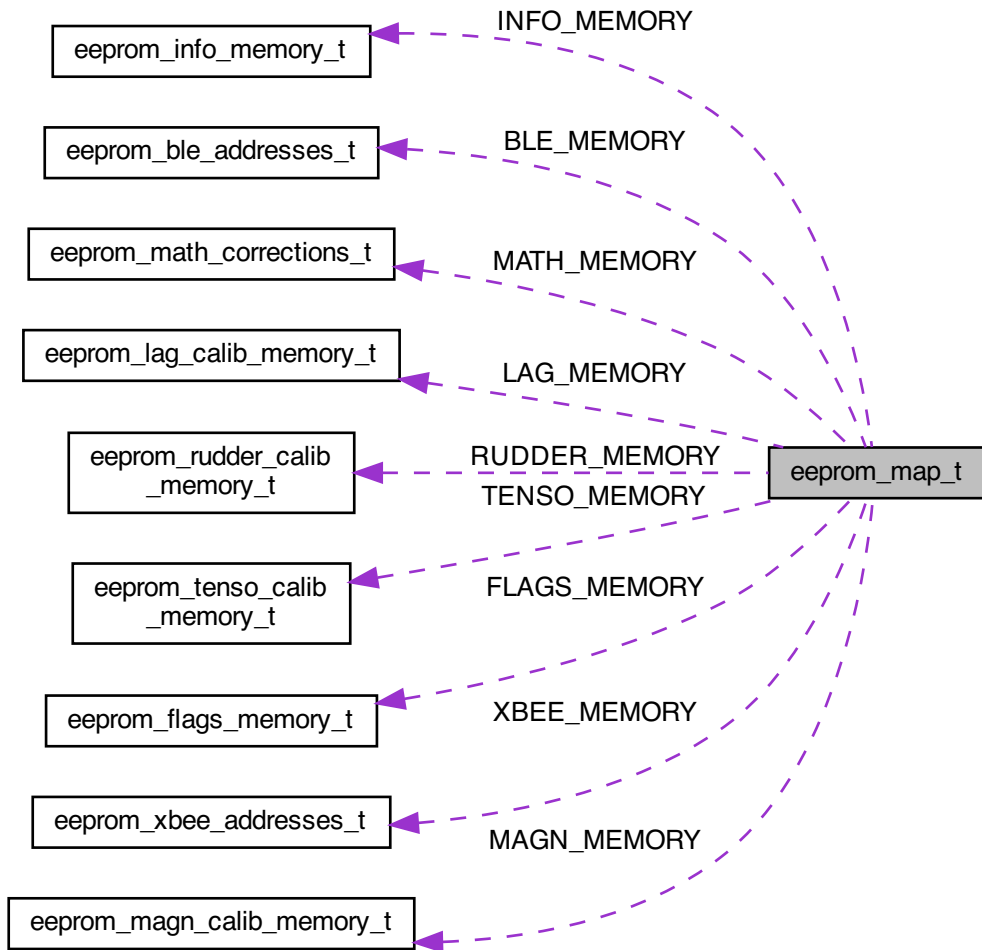 INFO_MEMORY
eeprom_info_memory_t
BLE_MEMORY
eeprom_ble_addresses_t
MATH_MEMORY
eeprom_math_corrections_t
LAG_MEMORY
eeprom_lag_calib_memory_t
RUDDER_MEMORY
eeprom_rudder_calib
_memory_t
eeprom_map_t
TENSO_MEMORY
eeprom_tenso_calib
_memory_t
FLAGS_MEMORY
eeprom_flags_memory_t
XBEE_MEMORY
eeprom_xbee_addresses_t
MAGN_MEMORY
eeprom_magn_calib_memory_t